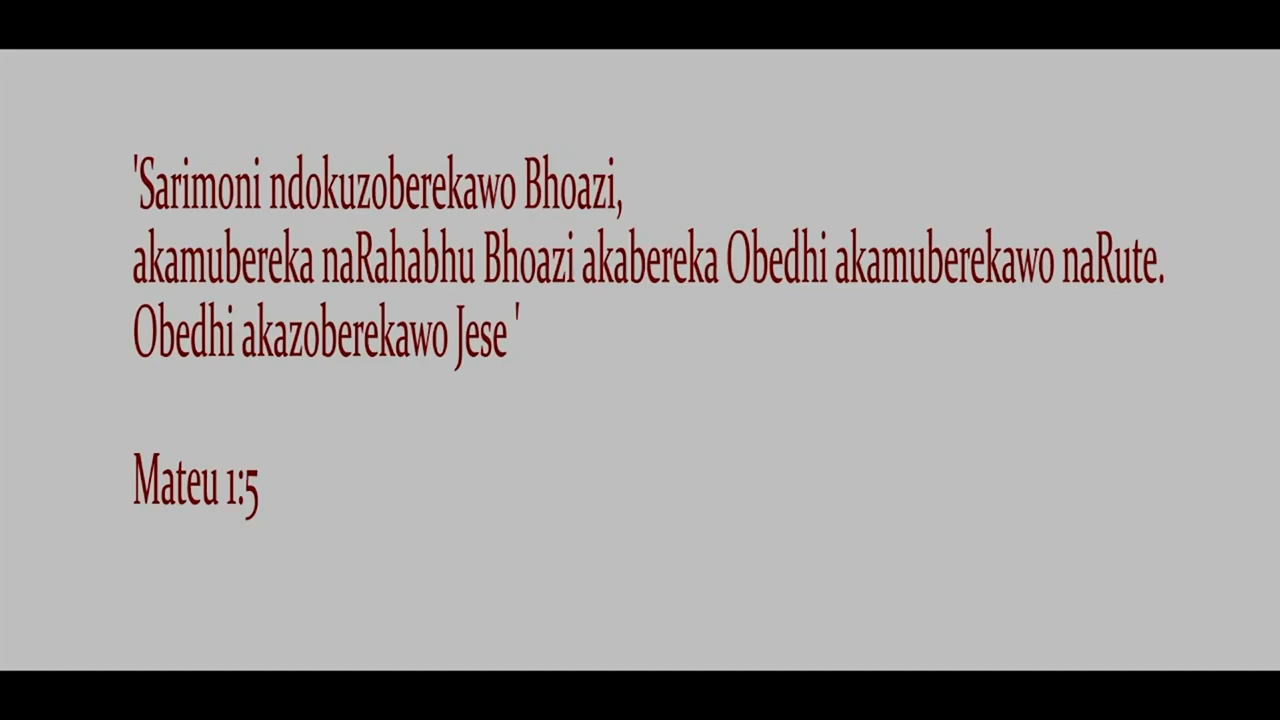 'Sarimoni ndokuzoberekawo Bhoazi,
akamubereka naRahabhu Bhoazi akabereka Obedhi akamuberekawo naRute.
Obedhi akazoberekawo Jese '
Mateu 1:5